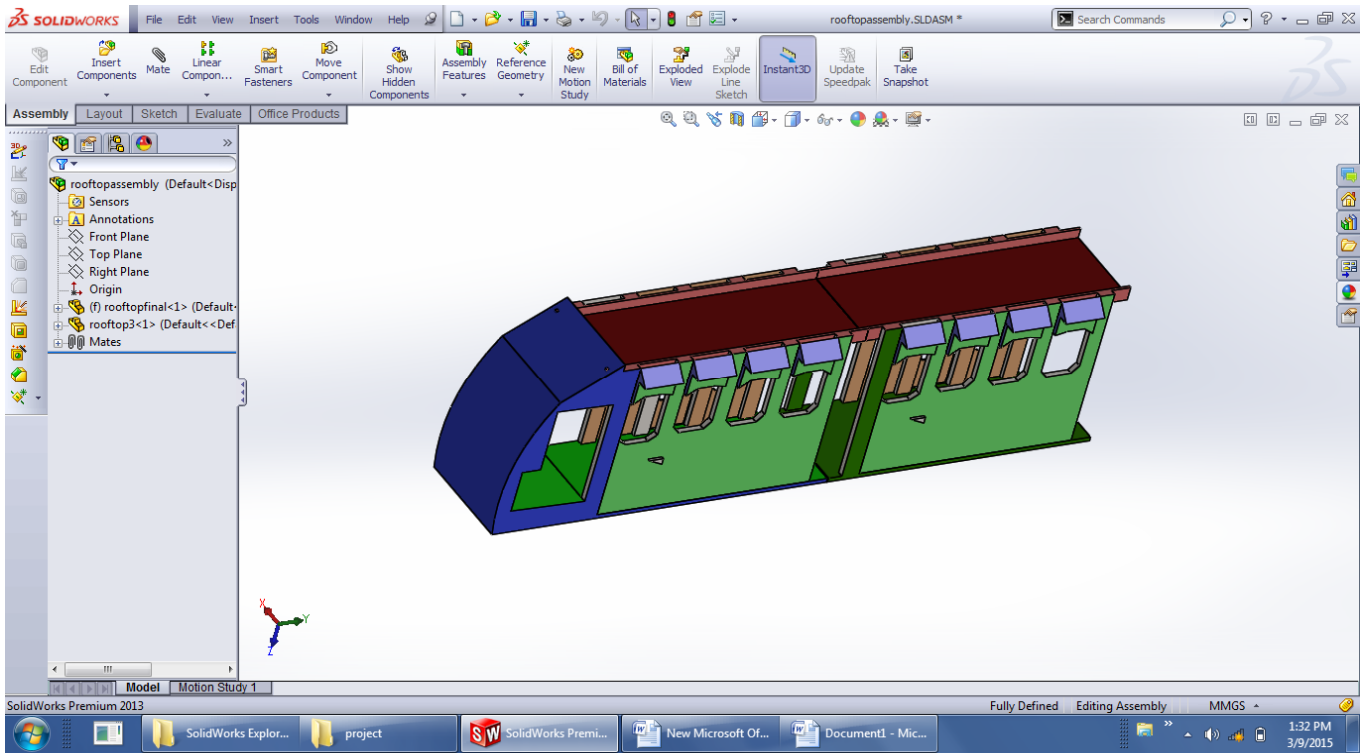 SOLIDWORKS File Edit View Insert Tools Window Help rooftopassembly.SLDASM * Search Commands
Edit Component
Insert Components
Mate
Linear Compon...
Smart Fasteners
Move Component
Show Hidden Components
Assembly Features
Reference Geometry
New Motion Study
Bill of Materials
Exploded View
Explode Line Sketch
Instant3D
Update Speedpak
Take Snapshot
Assembly Layout Sketch Evaluate Office Products
rooftopassembly (Default<Disp
Sensors
Annotations
Front Plane
Top Plane
Right Plane
Origin
(f) rooftopfinal<1> (Default<
rooftop3<1> (Default<<Def
Mates
X
Y
Z
Model Motion Study 1
SolidWorks Premium 2013 Fully Defined Editing Assembly MMGS
SolidWorks Explor... project SolidWorks Premi... New Microsoft Of... Document1 - Mic... 1:32 PM
3/9/2015